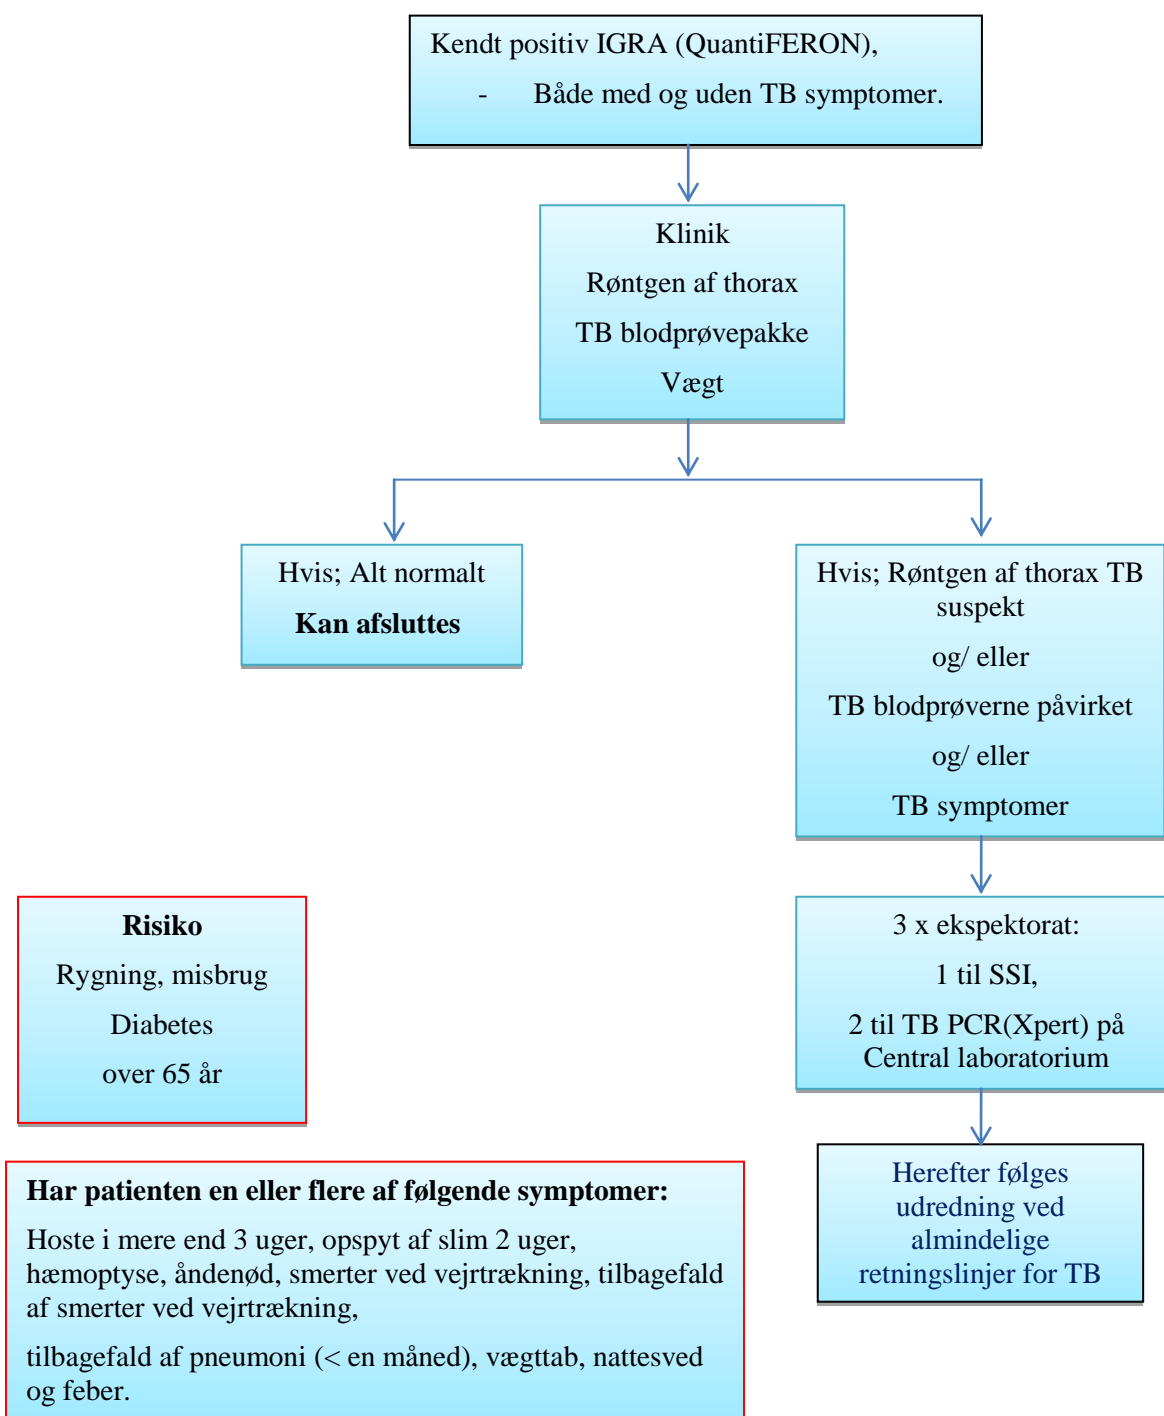 Kendt positiv IGRA (QuantiFERON),
- Både med og uden TB symptomer.
Klinik
Røntgen af thorax
TB blodprøvepakke
Vægt
Hvis; Alt normalt
Kan afsluttes
Hvis; Røntgen af thorax TB
suspekt
og/ eller
TB blodprøverne påvirket
og/ eller
TB symptomer
3 x ekspektorat:
1 til SSI,
2 til TB PCR(Xpert) på
Central laboratorium
Herefter følges
udredning ved
almindelige
retningslinjer for TB
Risiko
Rygning, misbrug
Diabetes
over 65 år
Har patienten en eller flere af følgende symptomer:
Hoste i mere end 3 uger, opspyt af slim 2 uger,
hæmoptyse, åndenød, smerter ved vejrtrækning, tilbagefald
af smerter ved vejrtrækning,
tilbagefald af pneumoni (< en måned), vægttab, nattesved
og feber.